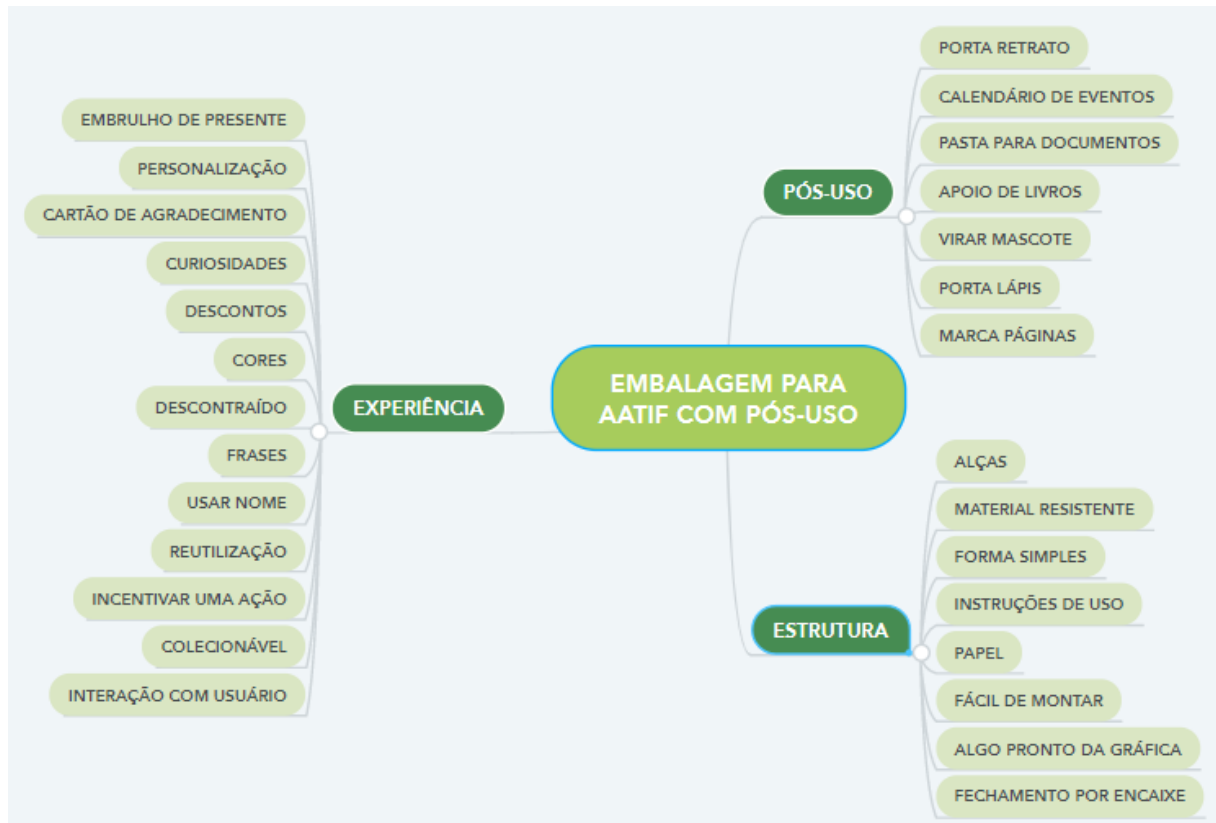 EMBALAGEM PARA
AATIF COM PÓS-USO
EXPERIÊNCIA
EMBRULHO DE PRESENTE
PERSONALIZAÇÃO
CARTÃO DE AGRADECIMENTO
CURIOSIDADES
DESCONTOS
CORES
DESCONTRAÍDO
FRASES
USAR NOME
REUTILIZAÇÃO
INCENTIVAR UMA AÇÃO
COLECIONÁVEL
INTERAÇÃO COM USUÁRIO
PÓS-USO
PORTA RETRATO
CALENDÁRIO DE EVENTOS
PASTA PARA DOCUMENTOS
APOIO DE LIVROS
VIRAR MASCOTE
PORTA LÁPIS
MARCA PÁGINAS
ESTRUTURA
ALÇAS
MATERIAL RESISTENTE
FORMA SIMPLES
INSTRUÇÕES DE USO
PAPEL
FÁCIL DE MONTAR
ALGO PRONTO DA GRÁFICA
FECHAMENTO POR ENCAIXE